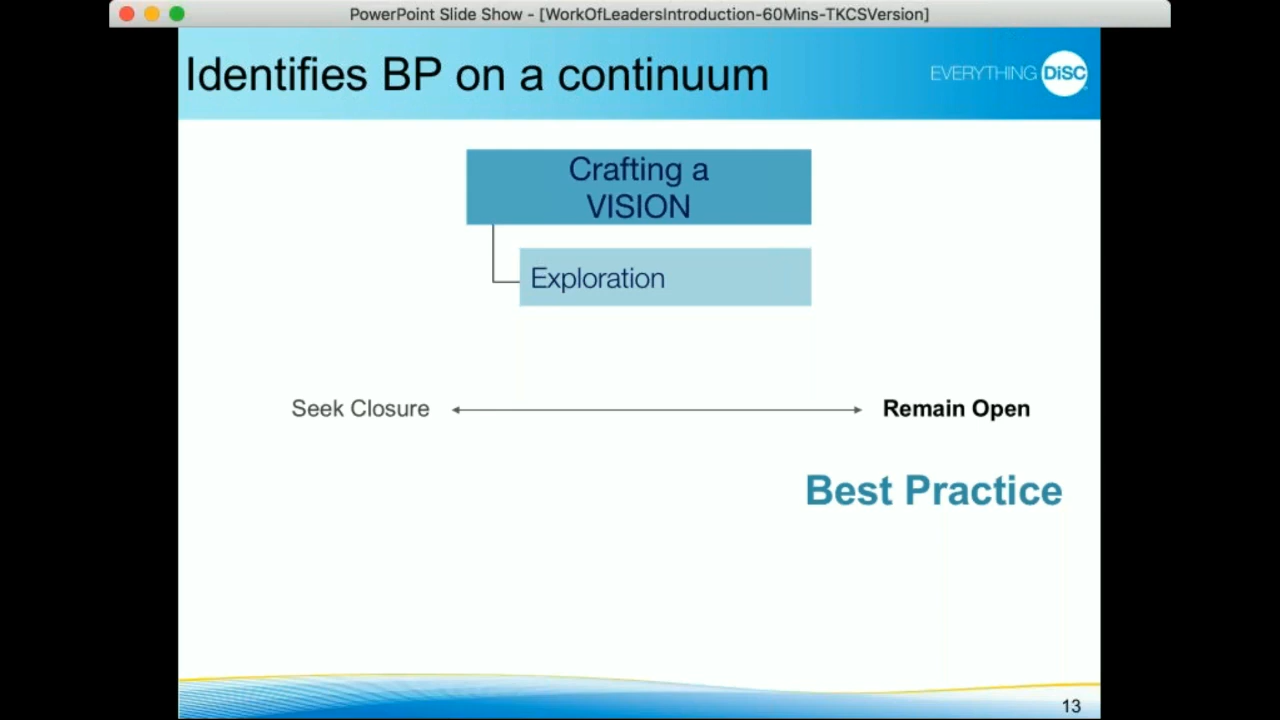 PowerPoint Slide Show - [WorkOfLeadersIntroduction-60Mins-TKCSVersion]
Identifies BP on a continuum
EVERYTHING DiSC
Crafting a
VISION
Exploration
Seek Closure
Remain Open
Best Practice
13